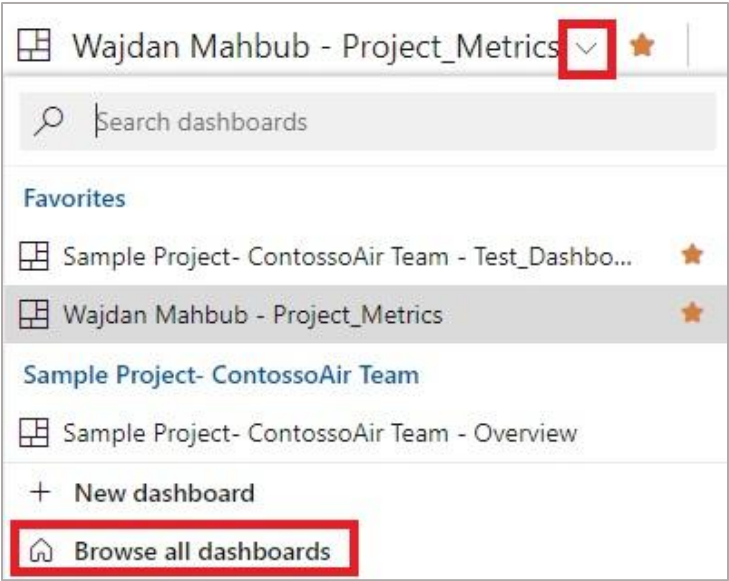 Wajdan Mahbub - Project_Metrics
Search dashboards
Favorites
Sample Project- ContossoAir Team - Test_Dashbo...
Wajdan Mahbub - Project_Metrics
Sample Project- ContossoAir Team
Sample Project- ContossoAir Team - Overview
+ New dashboard
Browse all dashboards